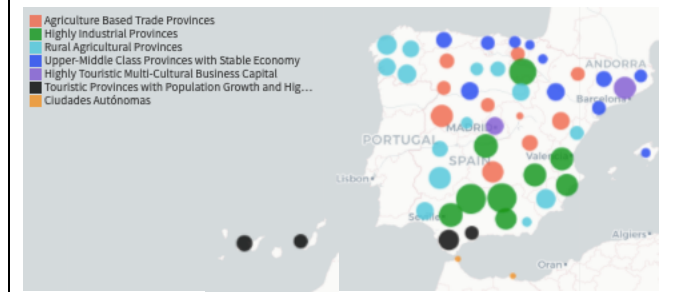 Agriculture Based Trade Provinces
Highly Industrial Provinces
Rural Agricultural Provinces
Upper-Middle Class Provinces with Stable Economy
Highly Touristic Multi-Cultural Business Capital
Touristic Provinces with Population Growth and Hig...
Ciudades Autónomas
ANDORRA
Barcelona
MADRID
PORTUGAL
Valencia
SPAIN
Lisbon
Seville
Algiers
Oran